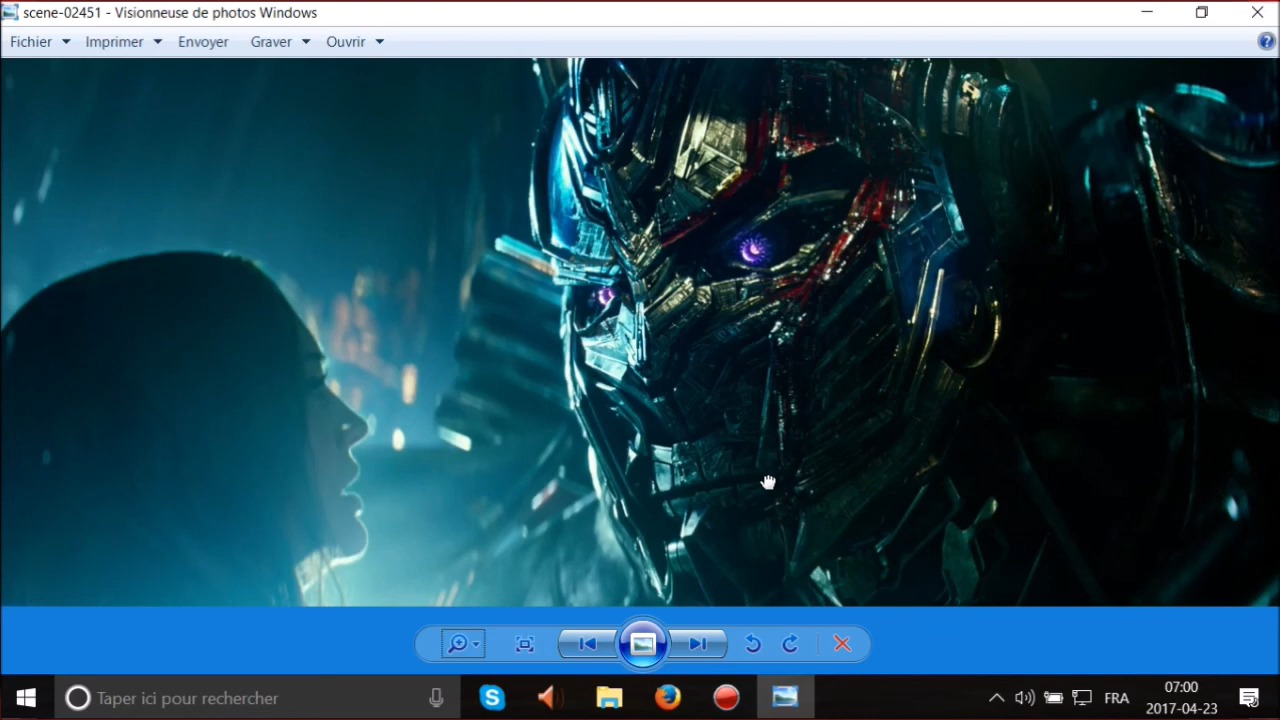 scene-02451 - Visionneuse de photos Windows
Fichier Imprimer Envoyer Graver Ouvrir
Taper ici pour rechercher
FRA
07:00
2017-04-23